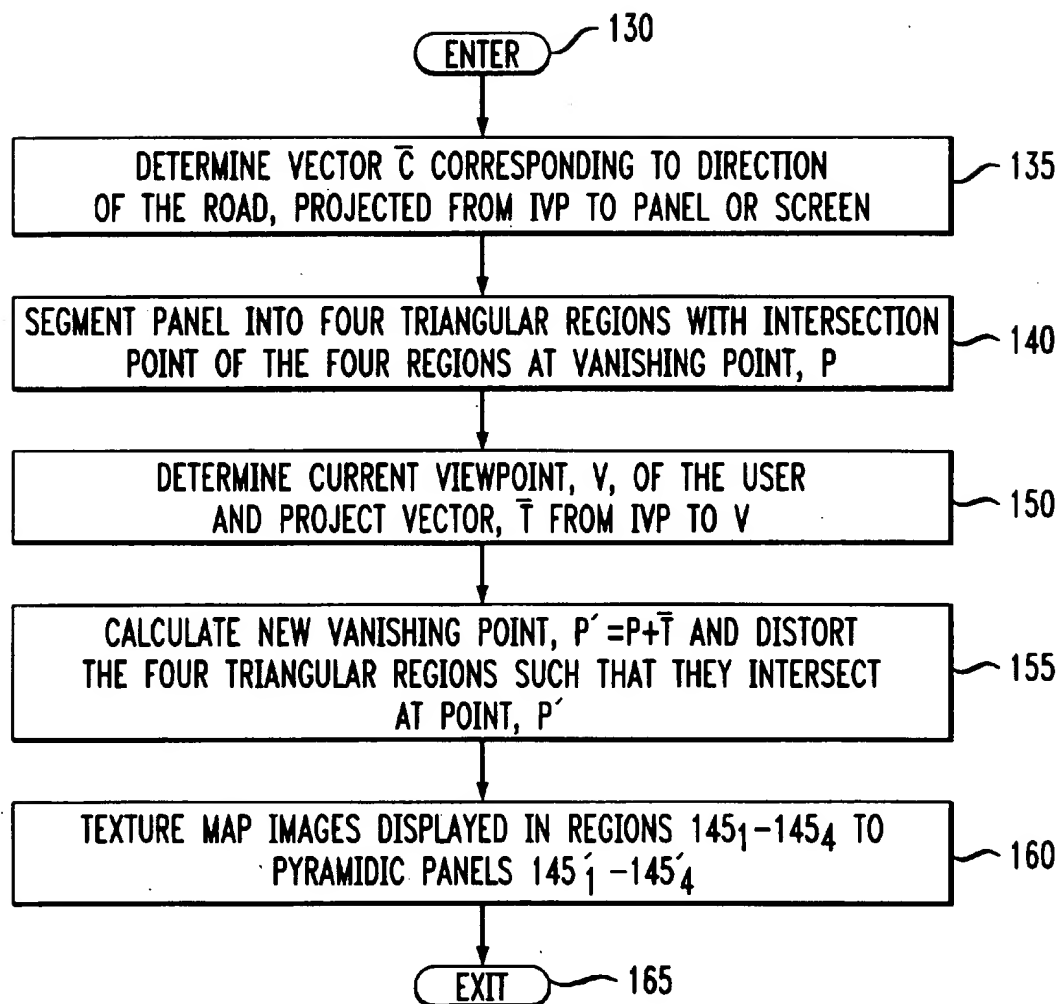 ENTER
130
DETERMINE VECTOR C̅ CORRESPONDING TO DIRECTION
OF THE ROAD, PROJECTED FROM IVP TO PANEL OR SCREEN
135
SEGMENT PANEL INTO FOUR TRIANGULAR REGIONS WITH INTERSECTION
POINT OF THE FOUR REGIONS AT VANISHING POINT, P
140
DETERMINE CURRENT VIEWPOINT, V, OF THE USER
AND PROJECT VECTOR, T̅ FROM IVP TO V
150
CALCULATE NEW VANISHING POINT, P´=P+T̅ AND DISTORT
THE FOUR TRIANGULAR REGIONS SUCH THAT THEY INTERSECT
AT POINT, P´
155
TEXTURE MAP IMAGES DISPLAYED IN REGIONS 145₁–145₄ TO
PYRAMIDIC PANELS 145´₁–145´₄
160
EXIT
165